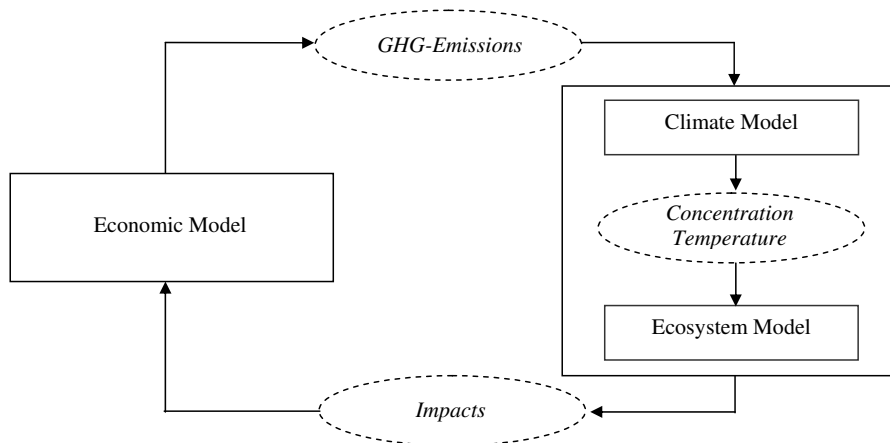 GHG-Emissions
Climate Model
Economic Model
Concentration
Temperature
Ecosystem Model
Impacts